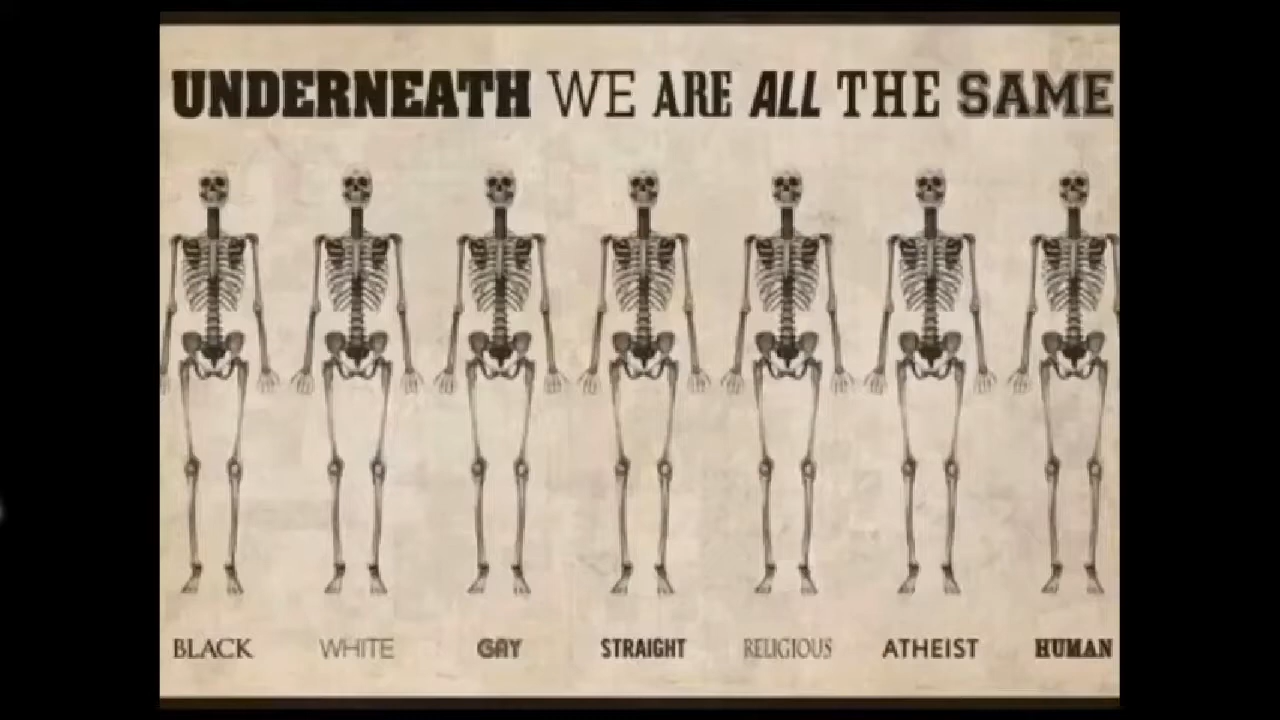 UNDERNEATH WE ARE ALL THE SAME
BLACK WHITE GAY STRAIGHT RELIGIOUS ATHEIST HUMAN